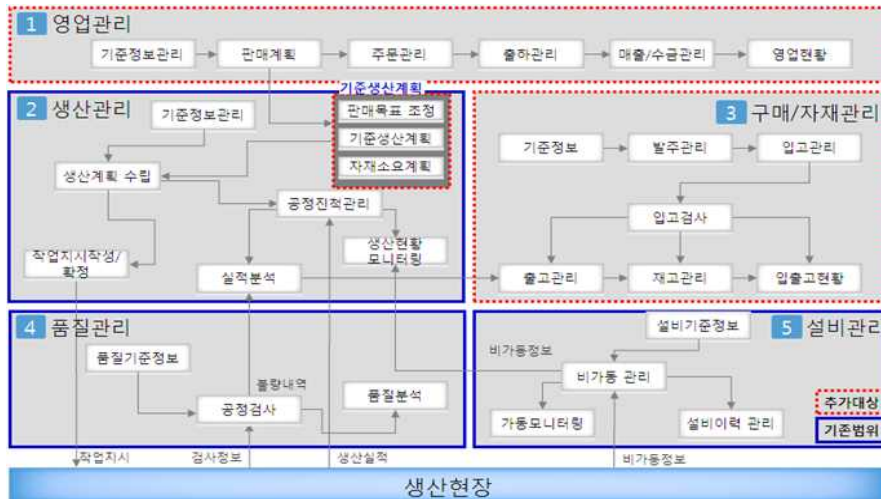 1 영업관리
기준정보관리
판매계획
주문관리
출하관리
매출/수금관리
영업현황
2 생산관리
기준정보관리
기준생산계획
판매목표 조정
기준생산계획
자재소요계획
생산계획 수립
공정진척관리
생산현황
모니터링
작업지시작성/
확정
실적분석
3 구매/자재관리
기준정보
발주관리
입고관리
입고검사
출고관리
재고관리
입출고현황
4 품질관리
품질기준정보
불량내역
공정검사
품질분석
5 설비관리
설비기준정보
비가동정보
비가동 관리
가동모니터링
설비이력 관리
추가대상
기존범위
작업지시
검사정보
생산실적
비가동정보
생산현장